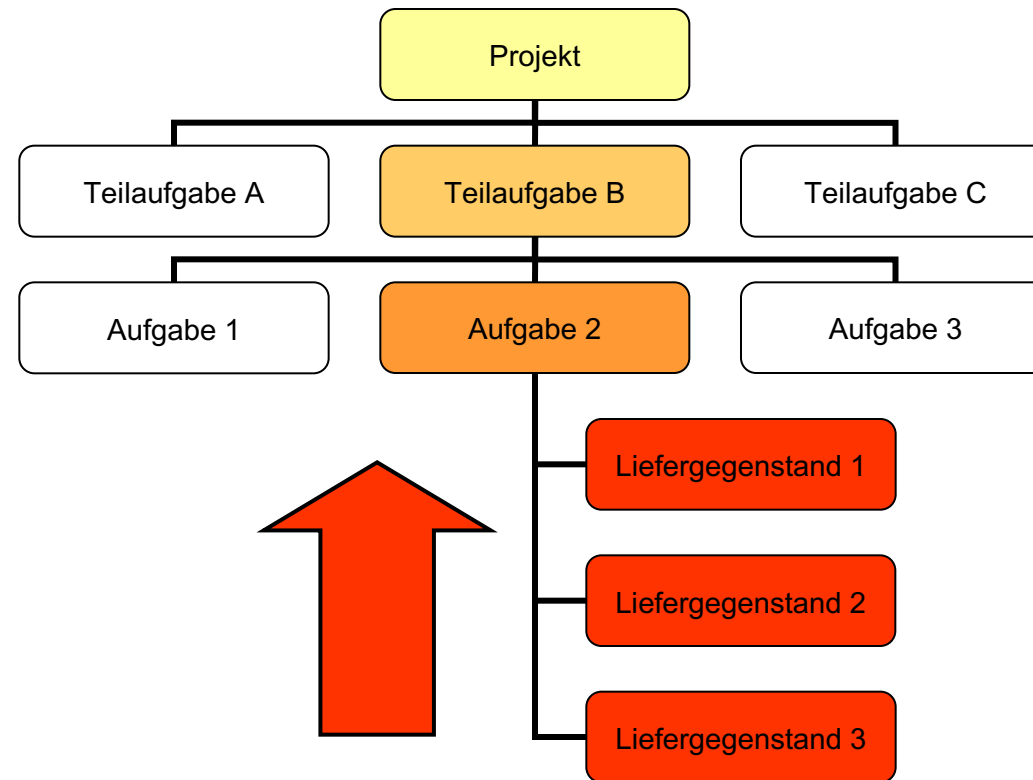 Projekt
Teilaufgabe A
Teilaufgabe B
Teilaufgabe C
Aufgabe 1
Aufgabe 2
Aufgabe 3
Liefergegenstand 1
Liefergegenstand 2
Liefergegenstand 3